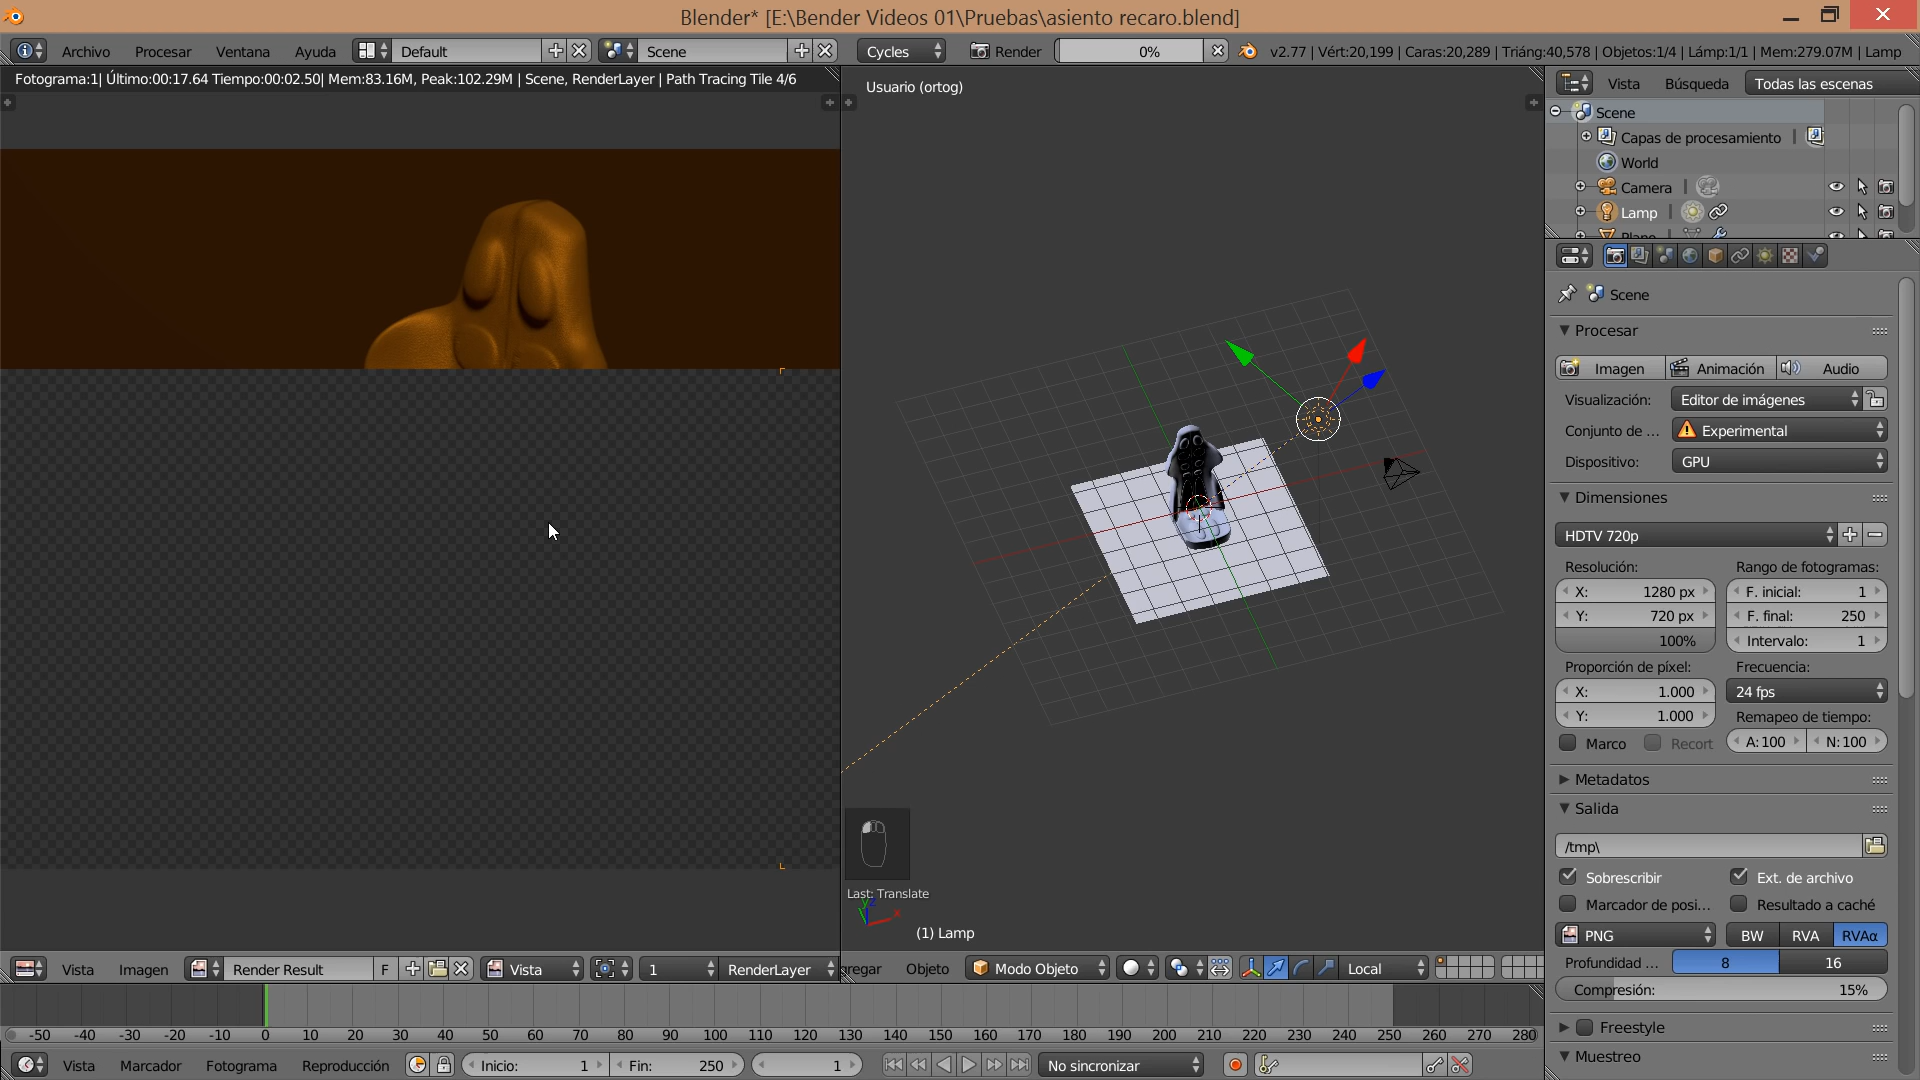 Blender* [E:\Bender Videos 01\Pruebas\asiento recaro.blend]
Archivo Procesar Ventana Ayuda Default Scene Cycles Render 0% v2.77 | Vért:20,199 | Caras:20,289 | Triáng:40,578 | Objetos:1/4 | Lámp:1/1 | Mem:279.07M | Lamp
Fotograma:1| Último:00:17.64 Tiempo:00:02.50| Mem:83.16M, Peak:102.29M | Scene, RenderLayer | Path Tracing Tile 4/6
Usuario (ortog)
Vista Búsqueda Todas las escenas
Scene
Capas de procesamiento |
World
Camera |
Lamp |
Plano
Scene
Procesar
Imagen Animación Audio
Visualización: Editor de imágenes
Conjunto de ... Experimental
Dispositivo: GPU
Dimensiones
HDTV 720p
Resolución: Rango de fotogramas:
X: 1280 px F. inicial: 1
Y: 720 px F. final: 250
100% Intervalo: 1
Proporción de píxel: Frecuencia:
X: 1.000 24 fps
Y: 1.000 Remapeo de tiempo:
Marco Recort A:100 N:100
Metadatos
Salida
/tmp\
Sobrescribir Ext. de archivo
Marcador de posi... Resultado a caché
PNG BW RVA RVAα
Profundidad ... 8 16
Compresión: 15%
Freestyle
Muestreo
Last: Translate
y z x
(1) Lamp
Vista Imagen Render Result F Vista 1 RenderLayer
gregar Objeto Modo Objeto Local
-50 -40 -30 -20 -10 0 10 20 30 40 50 60 70 80 90 100 110 120 130 140 150 160 170 180 190 200 210 220 230 240 250 260 270 280
Vista Marcador Fotograma Reproducción Inicio: 1 Fin: 250 1 No sincronizar